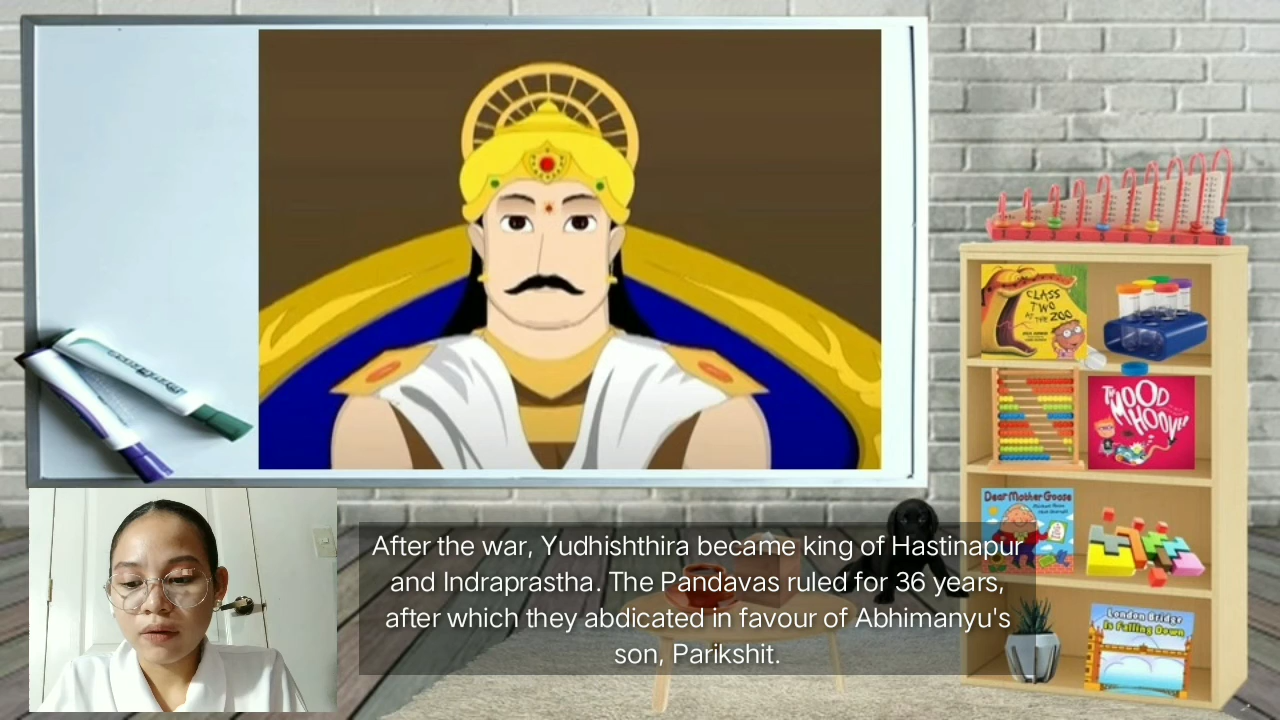 CLASS
TWO
AT THE ZOO
The MOOD
HOOVER
Dear Mother Goose
After the war, Yudhishthira became king of Hastinapur
and Indraprastha. The Pandavas ruled for 36 years,
after which they abdicated in favour of Abhimanyu's
son, Parikshit.
London Bridge
Is Falling Down